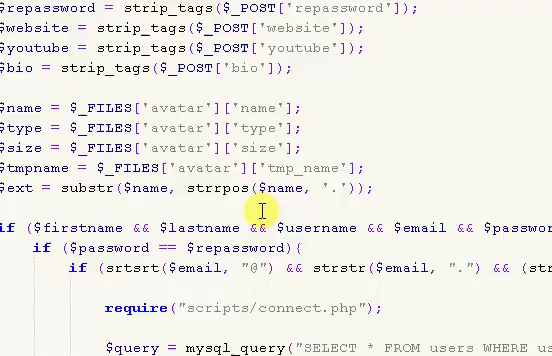 $repassword = strip_tags($_POST['repassword']);
$website = strip_tags($_POST['website']);
$youtube = strip_tags($_POST['youtube']);
$bio = strip_tags($_POST['bio']);
$name = $_FILES['avatar']['name'];
$type = $_FILES['avatar']['type'];
$size = $_FILES['avatar']['size'];
$tmpname = $_FILES['avatar']['tmp_name'];
$ext = substr($name, strrpos($name, '.'));
if ($firstname && $lastname && $username && $email && $passwor
if ($password == $repassword){
if (srtsrt($email, "@") && strstr($email, ".") && (str
require("scripts/connect.php");
$query = mysql_query("SELECT * FROM users WHERE us